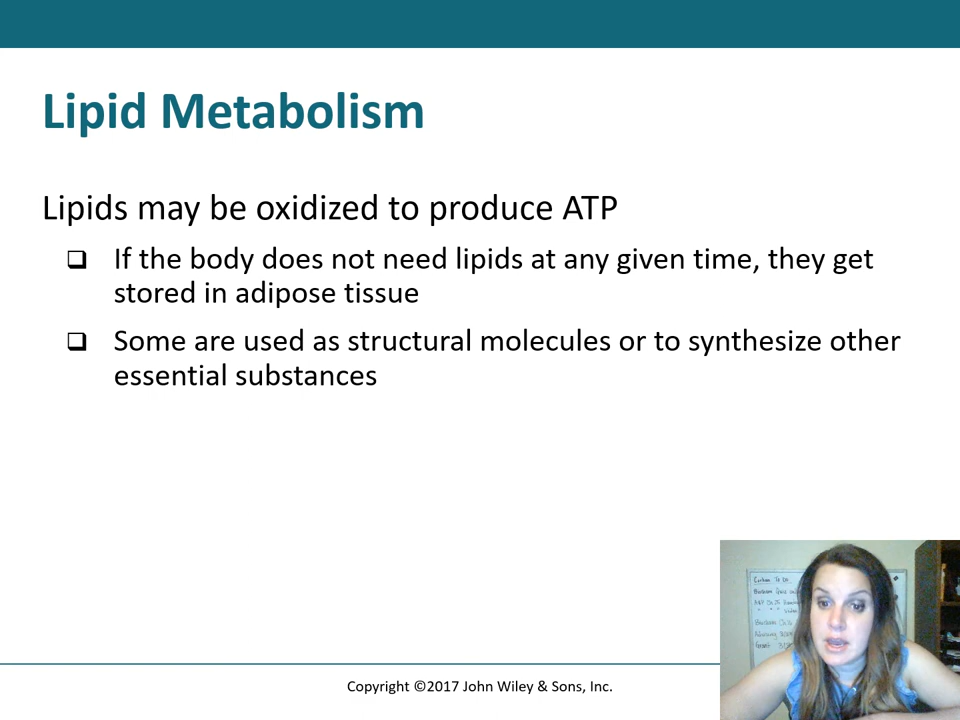 Lipid Metabolism
Lipids may be oxidized to produce ATP
❑ If the body does not need lipids at any given time, they get
stored in adipose tissue
❑ Some are used as structural molecules or to synthesize other
essential substances
Copyright ©2017 John Wiley & Sons, Inc.
To Do